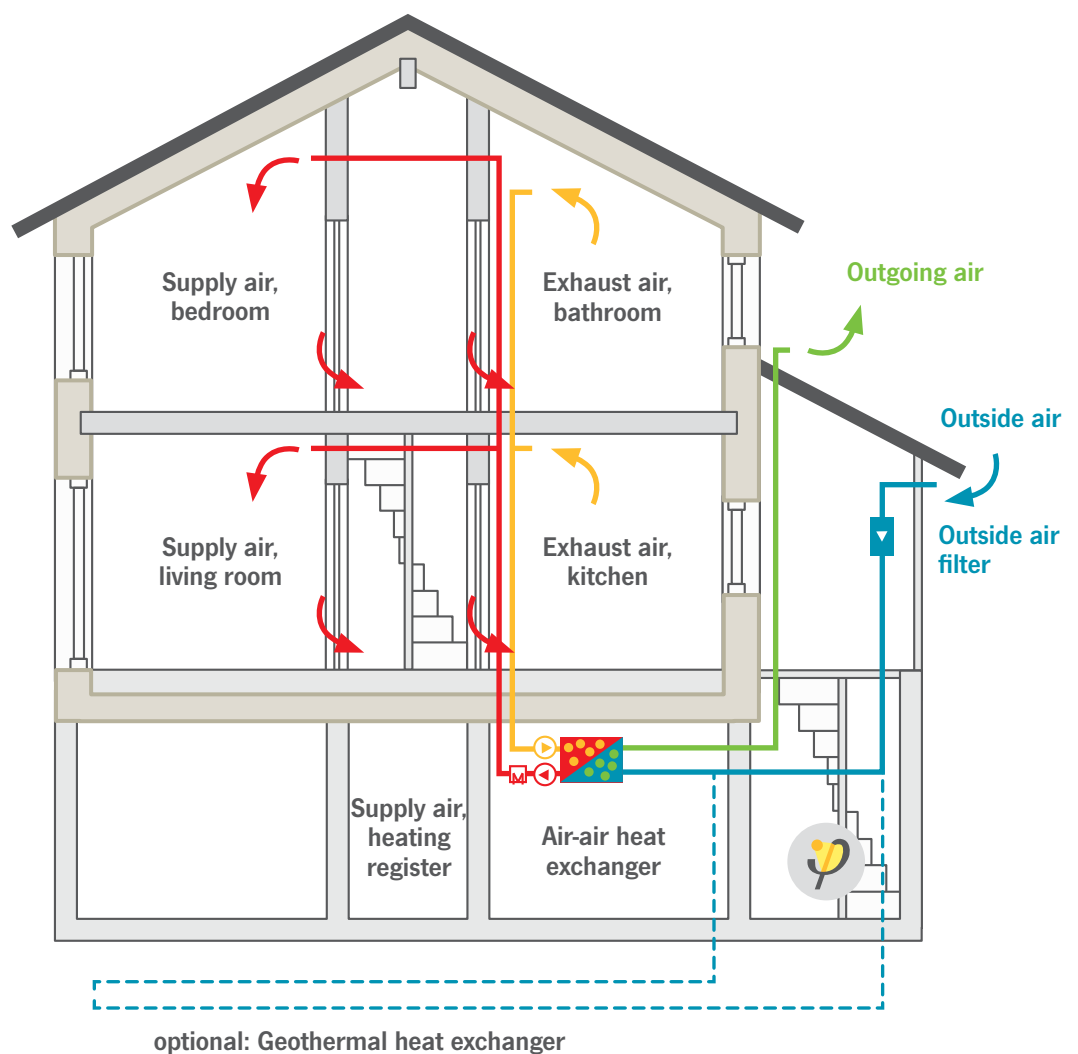 Supply air,
bedroom
Exhaust air,
bathroom
Outgoing air
Outside air
Supply air,
living room
Exhaust air,
kitchen
Outside air
filter
M
Supply air,
heating
register
Air-air heat
exchanger
optional: Geothermal heat exchanger